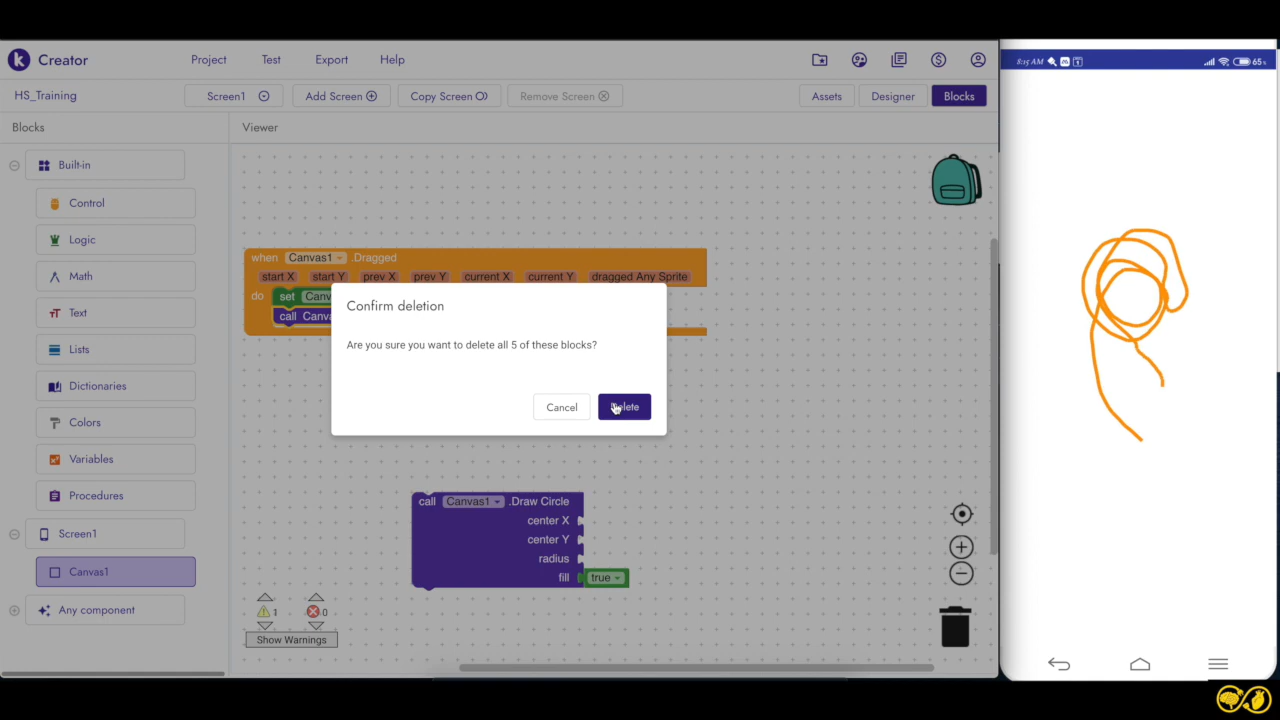 Creator
Project
Test
Export
Help
HS_Training
Screen1
Add Screen
Copy Screen
Remove Screen
Assets
Designer
Blocks
Blocks
Viewer
Built-in
Control
Logic
Math
Text
Lists
Dictionaries
Colors
Variables
Procedures
Screen1
Canvas1
Any component
when Canvas1 .Dragged
start X start Y prev X prev Y current X current Y dragged Any Sprite
do set
call
Confirm deletion
Are you sure you want to delete all 5 of these blocks?
Cancel
Delete
call Canvas1 .Draw Circle
center X
center Y
radius
fill true
1
0
Show Warnings
8:15 AM
65%